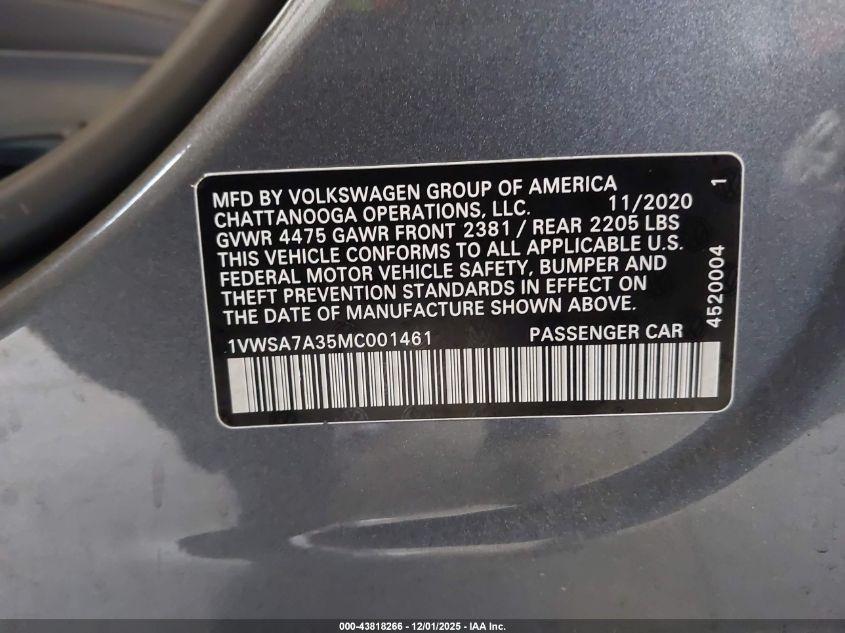 MFD BY VOLKSWAGEN GROUP OF AMERICA
CHATTANOOGA OPERATIONS, LLC. 11/2020
GVWR 4475 GAWR FRONT 2381 / REAR 2205 LBS
THIS VEHICLE CONFORMS TO ALL APPLICABLE U.S.
FEDERAL MOTOR VEHICLE SAFETY, BUMPER AND
THEFT PREVENTION STANDARDS IN EFFECT ON
THE DATE OF MANUFACTURE SHOWN ABOVE.
1VWSA7A35MC001461 PASSENGER CAR
4520004 1
000-43818266 - 12/01/2025 - IAA Inc.